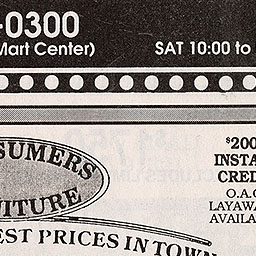 -0300
Mart Center)
SAT 10:00 to
SUMERS
ITURE
EST PRICES IN TOWN
$200
INSTA
CRED
O.A.C
LAYAWA
AVAILA